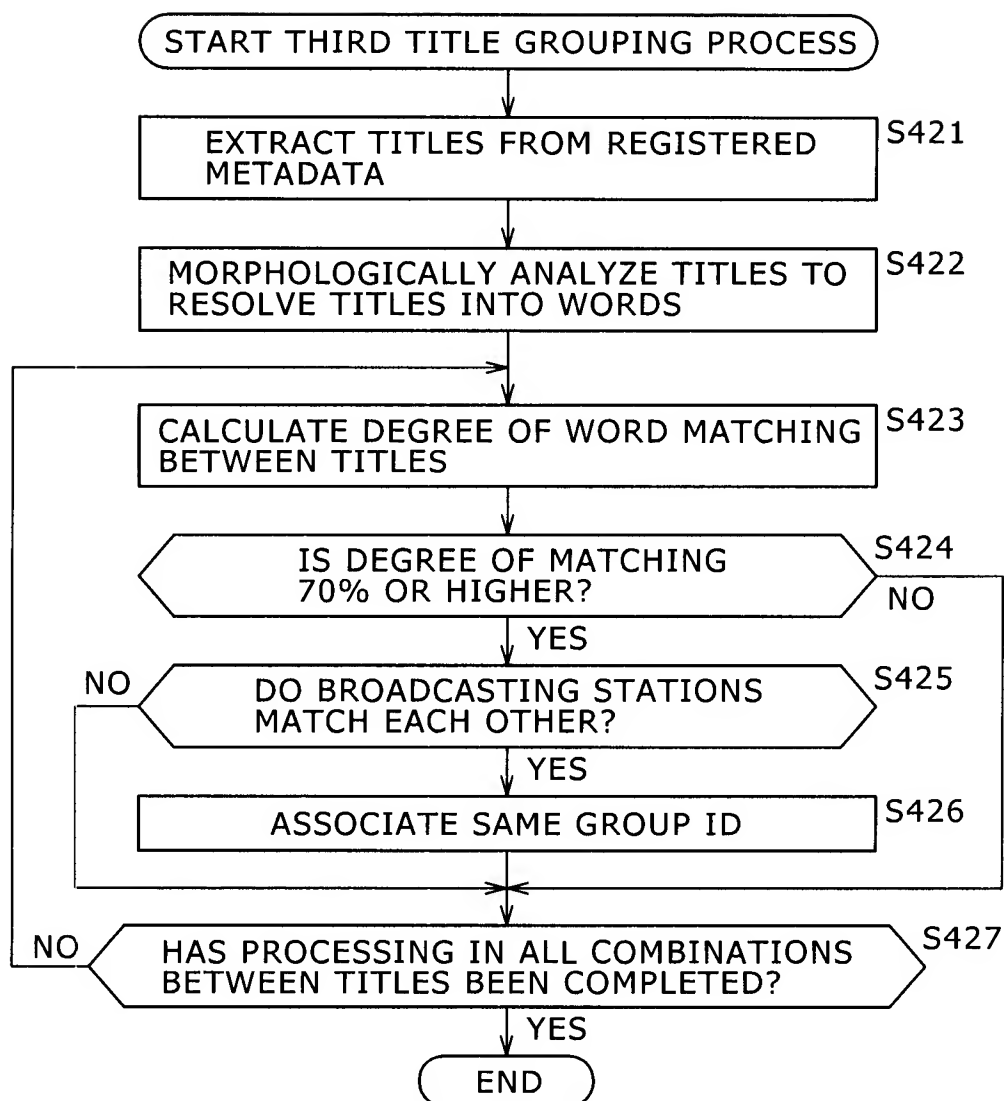 START THIRD TITLE GROUPING PROCESS
EXTRACT TITLES FROM REGISTERED
METADATA
S421
MORPHOLOGICALLY ANALYZE TITLES TO
RESOLVE TITLES INTO WORDS
S422
CALCULATE DEGREE OF WORD MATCHING
BETWEEN TITLES
S423
IS DEGREE OF MATCHING
70% OR HIGHER?
S424
NO
YES
NO
DO BROADCASTING STATIONS
MATCH EACH OTHER?
S425
YES
ASSOCIATE SAME GROUP ID
S426
NO
HAS PROCESSING IN ALL COMBINATIONS
BETWEEN TITLES BEEN COMPLETED?
S427
YES
END